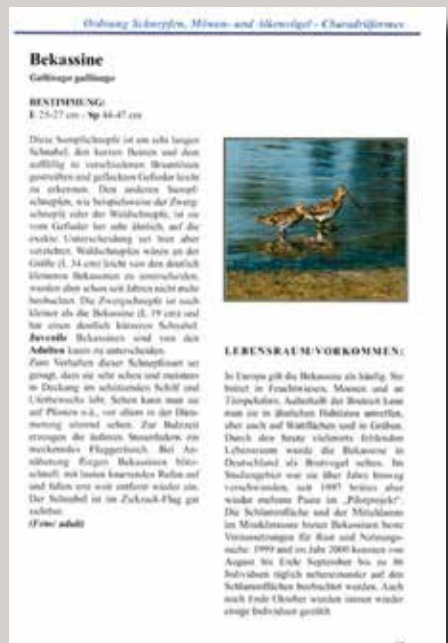 Ordnung Schnepfen, Möwen- und Alkenvögel - Charadriiformes
Bekassine
Gallinago gallinago
BESTIMMUNG:
L 25-27 cm - Sp 44-47 cm
Diese Sumpfschnepfe ist am sehr langen
Schnabel, den kurzen Beinen und dem
auffällig in verschiedenen Brauntönen
gestreiften und gefleckten Gefieder leicht
zu erkennen. Den anderen Sumpf-
schnepfen, wie beispielsweise der Zwerg-
schnepfe oder der Waldschnepfe, ist sie
vom Gefieder her sehr ähnlich, auf die
exakte Unterscheidung sei hier aber
verzichtet. Waldschnepfen wären an der
Größe (L 34 cm) leicht von den deutlich
kleineren Bekassinen zu unterscheiden,
wurden aber schon seit Jahren nicht mehr
beobachtet. Die Zwergschnepfe ist noch
kleiner als die Bekassine (L 19 cm) und
hat einen deutlich kürzeren Schnabel.
Juvenile Bekassinen sind von den
Adulten kaum zu unterscheiden.
Zum Verhalten dieser Schnepfenart sei
gesagt, dass sie sehr scheu und meistens
in Deckung im schützenden Schilf und
Uferbewuchs lebt. Sehen kann man sie
auf Pfosten o.ä., vor allem in der Däm-
merung sitzend sehen. Zur Balzzeit
erzeugen die äußeren Steuerfedern ein
meckerndes Fluggeräusch. Bei An-
näherung fliegen Bekassinen blitz-
schnell, mit lauten knarrenden Rufen auf
und fallen erst weit entfernt wieder ein.
Der Schnabel ist im Zickzack-Flug gut
sichtbar.
(Foto: adult)
LEBENSRAUM/VORKOMMEN:
In Europa gilt die Bekassine als häufig. Sie
brütet in Feuchtwiesen, Mooren und an
Tümpelufern. Außerhalb der Brutzeit kann
man sie in ähnlichen Habitaten antreffen,
aber auch auf Wattflächen und in Gräben.
Durch den heute vielerorts fehlenden
Lebensraum wurde die Bekassine in
Deutschland als Brutvogel selten. Im
Studiengebiet war sie über Jahre hinweg
verschwunden, seit 1997 brüten aber
wieder mehrere Paare im „Pilotprojekt“.
Die Schlammfläche und der Mitteldamm
im Minkelmusse bieten Bekassinen beste
Voraussetzungen für Rast und Nahrungs-
suche. 1999 und im Jahr 2000 konnten von
August bis Ende September bis zu 86
Individuen täglich nebeneinander auf den
Schlammflächen beobachtet werden. Auch
noch Ende Oktober wurden immer wieder
einige Individuen gezählt.